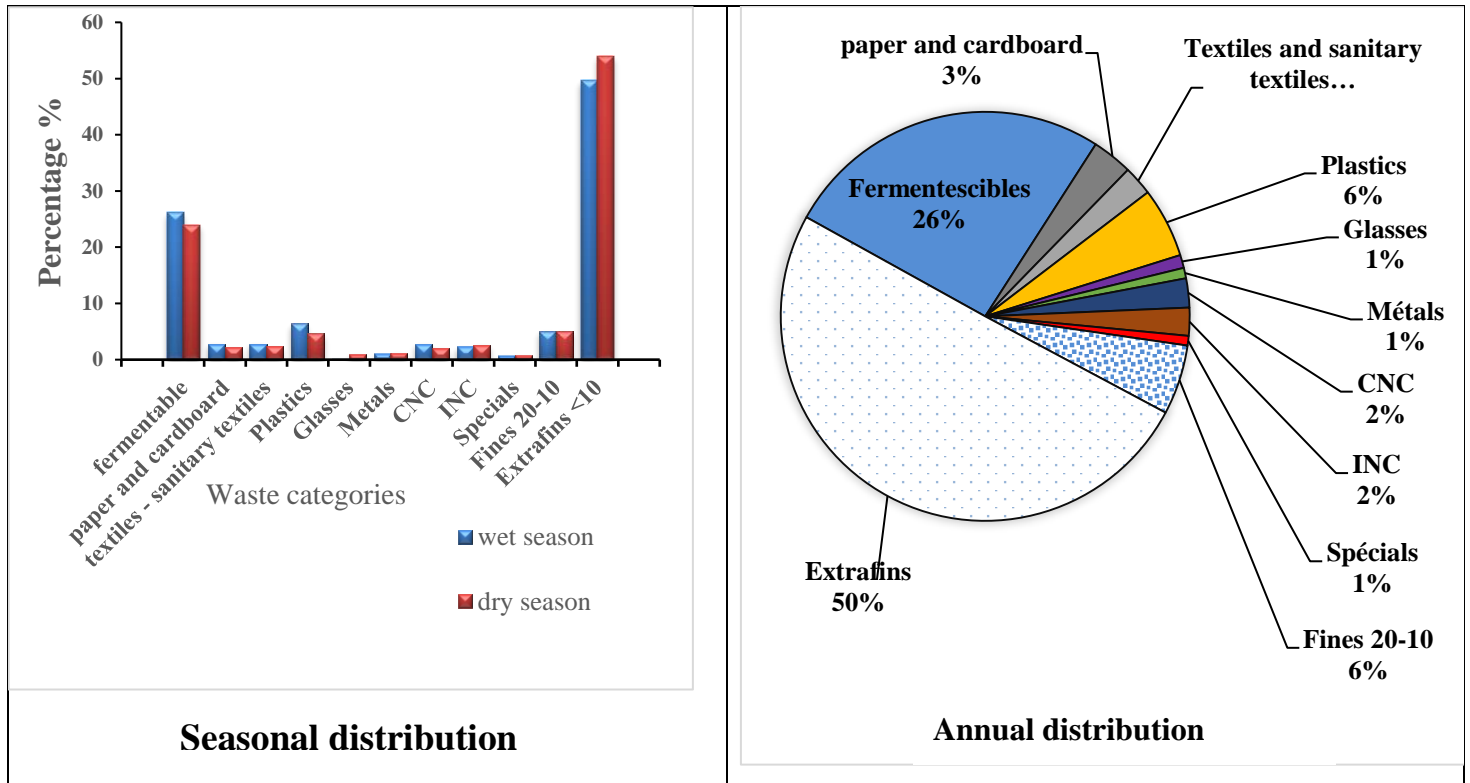 60
50
40
30
20
10
0
Percentage %
fermentable
paper and cardboard
textiles - sanitary textiles
Plastics
Glasses
Metals
CNC
INC
Specials
Fines 20-10
Extrafins <10
Waste categories
wet season
dry season
Seasonal distribution
paper and cardboard
3%
Textiles and sanitary
textiles…
Plastics
6%
Glasses
1%
Métals
1%
CNC
2%
INC
2%
Spécials
1%
Fines 20-10
6%
Extrafins
50%
Fermentescibles
26%
Annual distribution